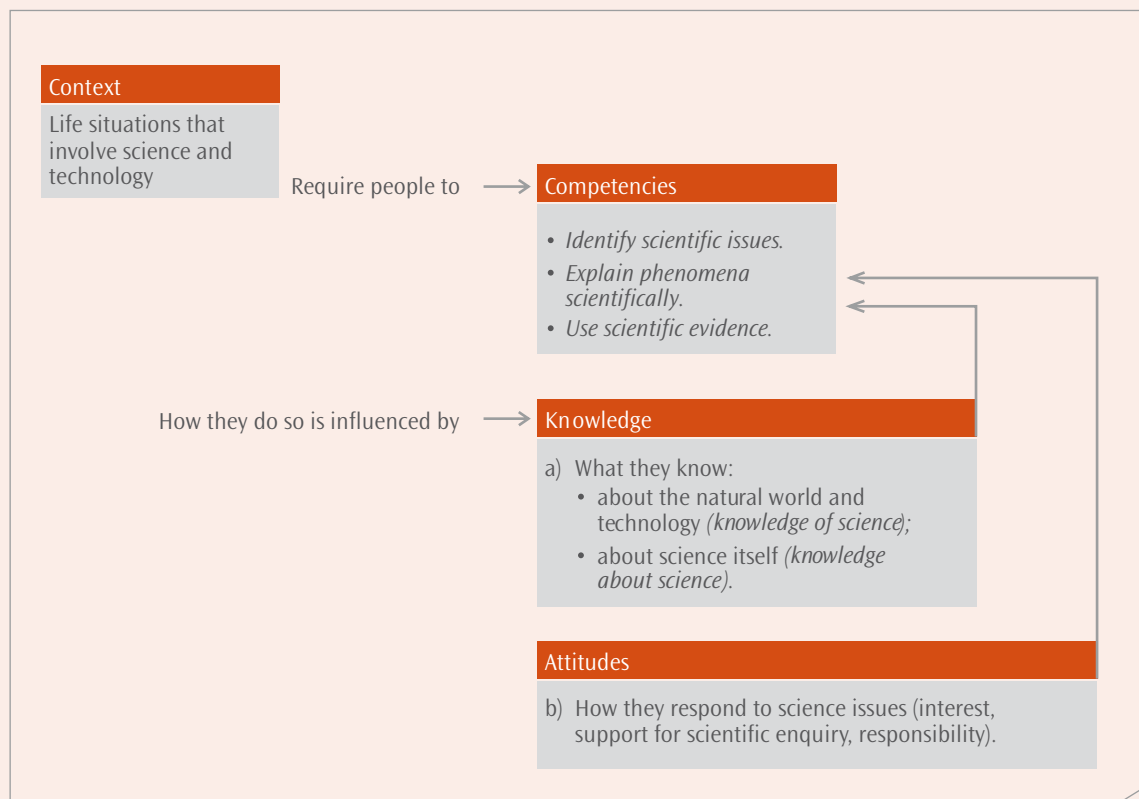 Context
Life situations that
involve science and
technology
Require people to
Competencies
• Identify scientific issues.
• Explain phenomena
scientifically.
• Use scientific evidence.
How they do so is influenced by
Knowledge
a) What they know:
• about the natural world and
technology (knowledge of science);
• about science itself (knowledge
about science).
Attitudes
b) How they respond to science issues (interest,
support for scientific enquiry, responsibility).